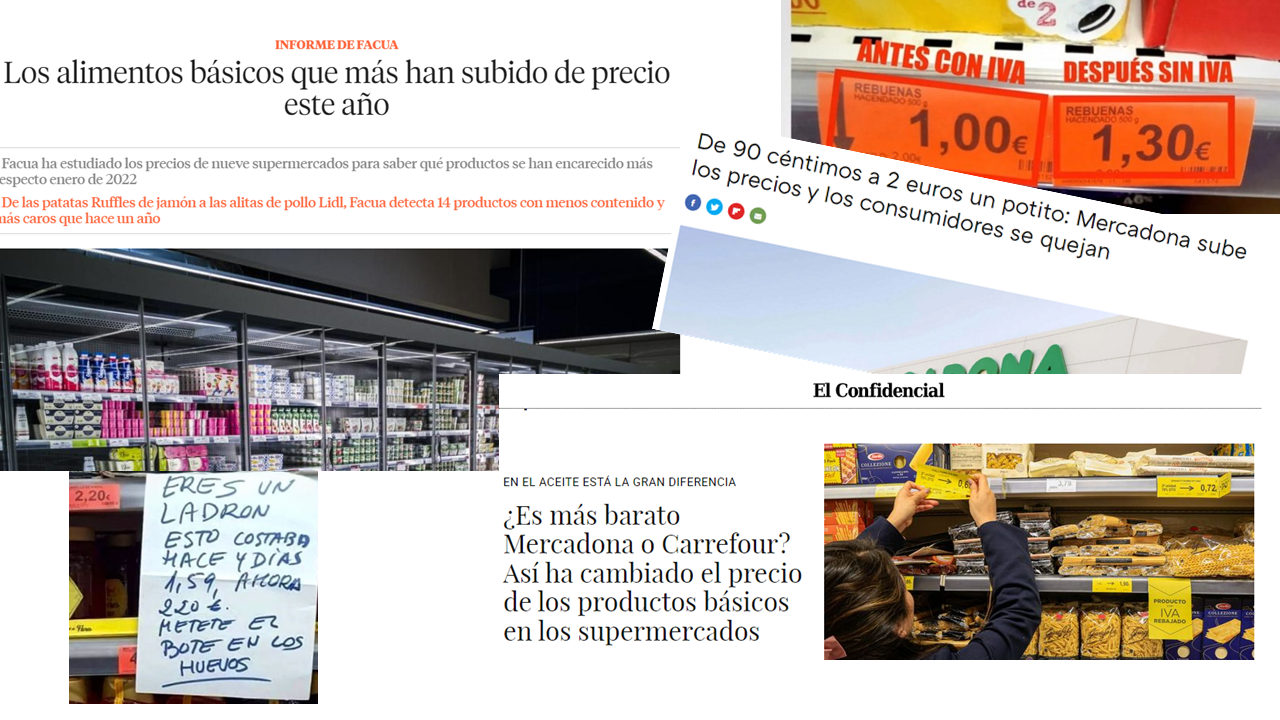 INFORME DE FACUA
Los alimentos básicos que más han subido de precio
este año
Facua ha estudiado los precios de nueve supermercados para saber qué productos se han encarecido más
especto enero de 2022
De las patatas Ruffles de jamón a las alitas de pollo Lidl, Facua detecta 14 productos con menos contenido y
más caros que hace un año
de
2
ANTES CON IVA
DESPUÉS SIN IVA
REBUENAS
HACENDADO 500 g
1,00€
2,00€
REBUENAS
HACENDADO 500 g
1,30€
De 90 céntimos a 2 euros un potito: Mercadona sube
los precios y los consumidores se quejan
DONA
El Confidencial
EN EL ACEITE ESTÁ LA GRAN DIFERENCIA
¿Es más barato
Mercadona o Carrefour?
Así ha cambiado el precio
de los productos básicos
en los supermercados
Barilla
COLLEZIONE
0,72
PRODUCTO
IVA
REBAJADO
2,20€
ERES UN
LADRON
ESTO COSTABA
HACE Y DÍAS
1,59, AHORA
220 €.
METETE EL
BOTE EN LOS
HUEVOS